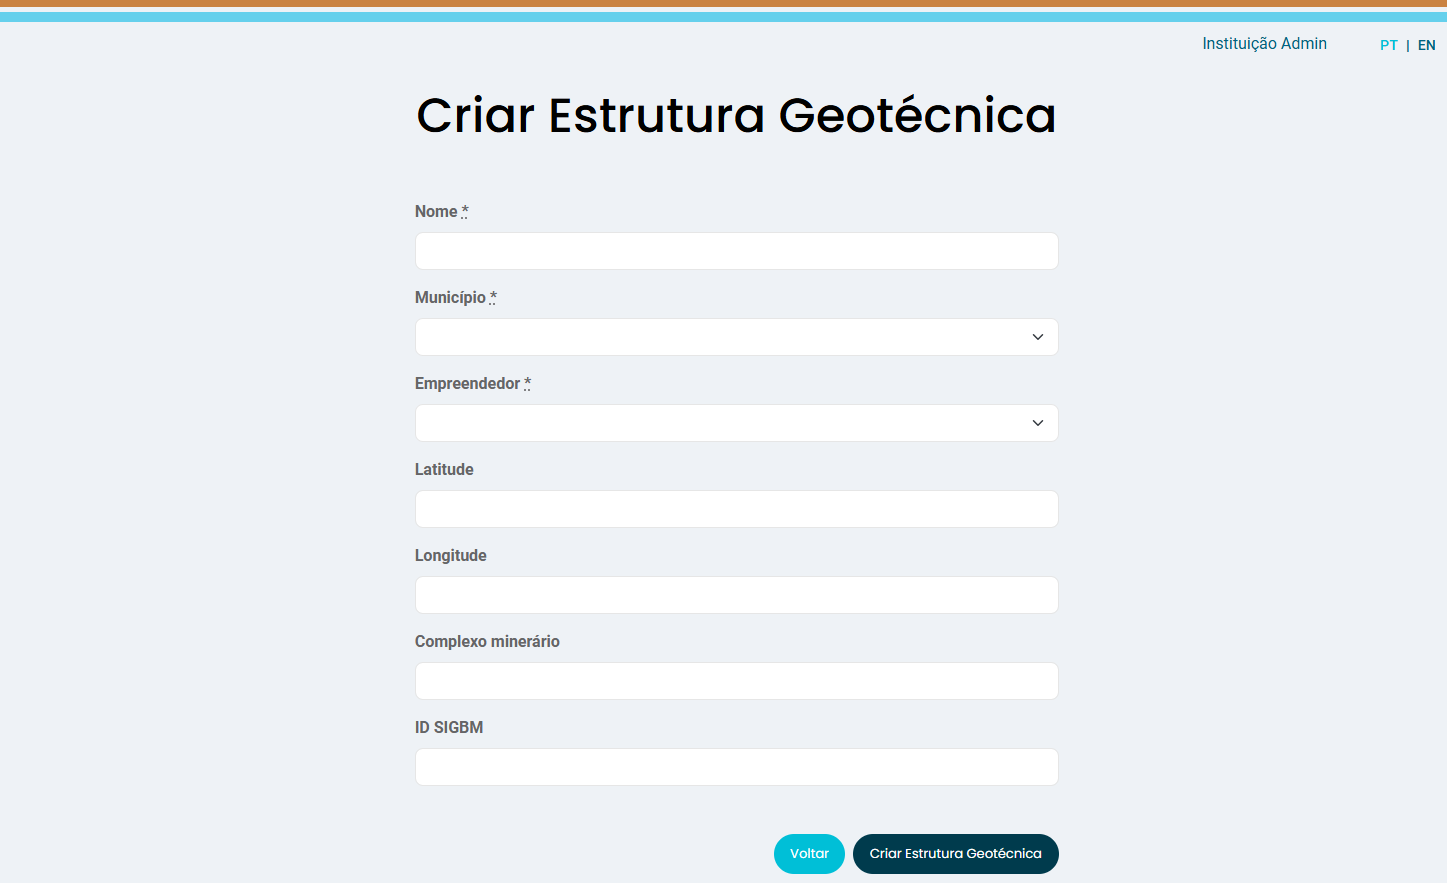 Instituição Admin PT | EN
Criar Estrutura Geotécnica
Nome *
Município *
Empreendedor *
Latitude
Longitude
Complexo minerário
ID SIGBM
Voltar Criar Estrutura Geotécnica